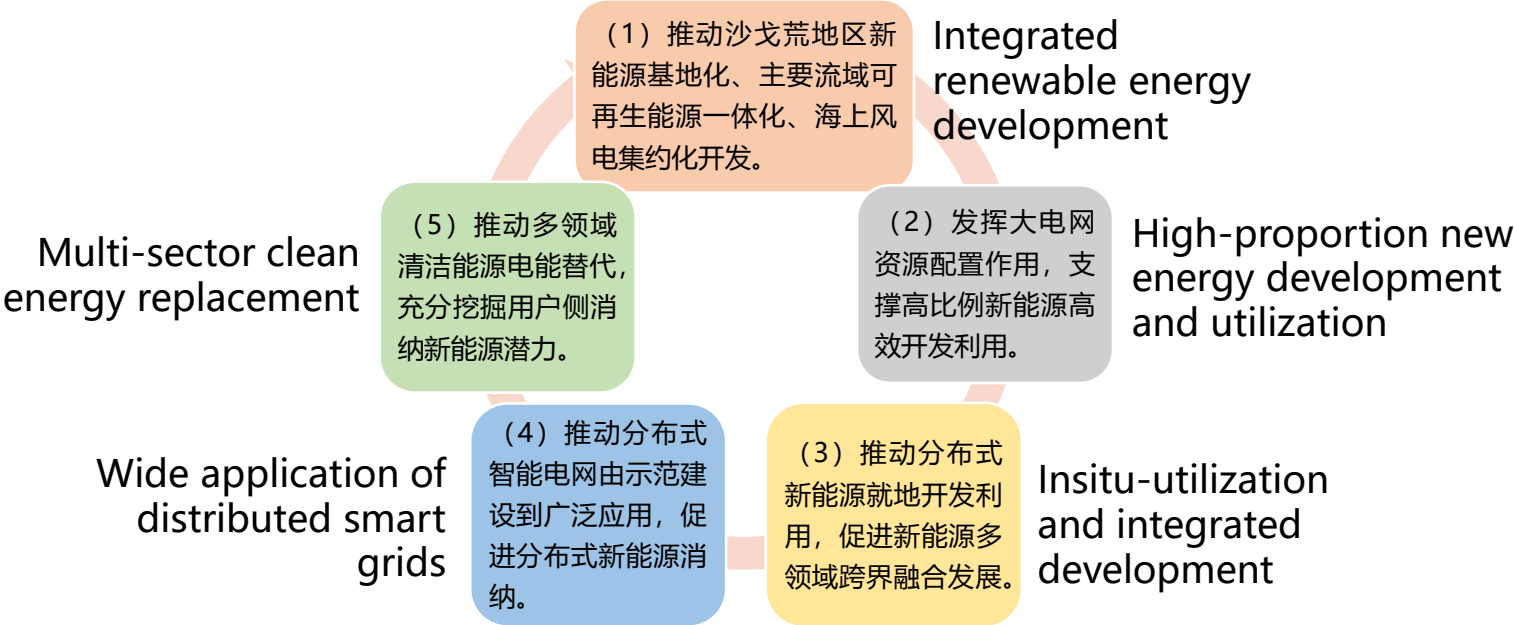 （1）推动沙戈荒地区新
能源基地化、主要流域可
再生能源一体化、海上风
电集约化开发。
Integrated
renewable energy
development
（2）发挥大电网
资源配置作用，支
撑高比例新能源高
效开发利用。
High-proportion new
energy development
and utilization
（3）推动分布式
新能源就地开发利
用，促进新能源多
领域跨界融合发展。
Insitu-utilization
and integrated
development
（4）推动分布式
智能电网由示范建
设到广泛应用，促
进分布式新能源消
纳。
Wide application of
distributed smart
grids
（5）推动多领域
清洁能源电能替代，
充分挖掘用户侧消
纳新能源潜力。
Multi-sector clean
energy replacement